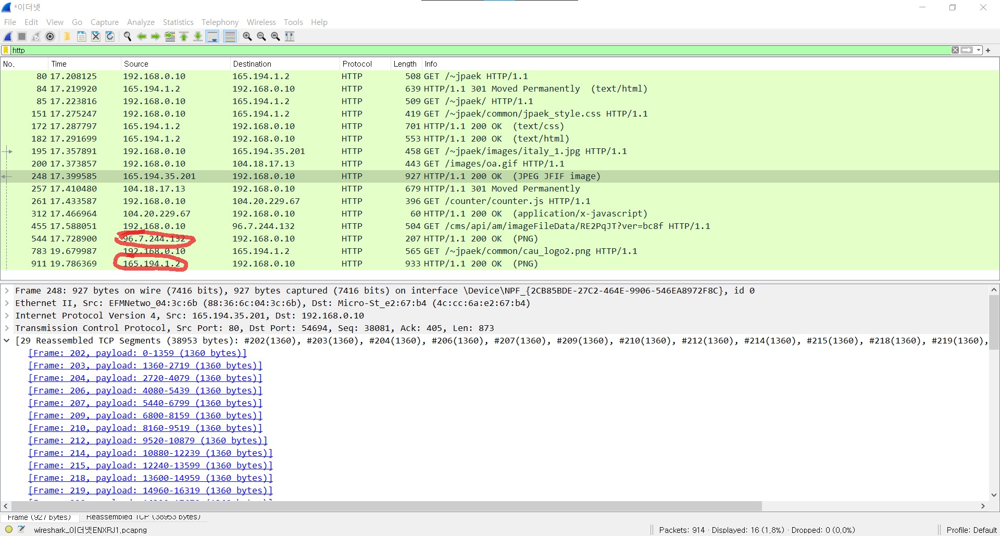 *이더넷
File Edit View Go Capture Analyze Statistics Telephony Wireless Tools Help
http
No. Time Source Destination Protocol Length Info
80 17.208125 192.168.0.10 165.194.1.2 HTTP 508 GET /~jpaek HTTP/1.1
84 17.219920 165.194.1.2 192.168.0.10 HTTP 639 HTTP/1.1 301 Moved Permanently (text/html)
85 17.223816 192.168.0.10 165.194.1.2 HTTP 509 GET /~jpaek/ HTTP/1.1
151 17.275247 192.168.0.10 165.194.1.2 HTTP 419 GET /~jpaek/common/jpaek_style.css HTTP/1.1
172 17.287797 165.194.1.2 192.168.0.10 HTTP 701 HTTP/1.1 200 OK (text/css)
182 17.291699 165.194.1.2 192.168.0.10 HTTP 553 HTTP/1.1 200 OK (text/html)
195 17.357891 192.168.0.10 165.194.35.201 HTTP 458 GET /~jpaek/images/italy_1.jpg HTTP/1.1
200 17.373857 192.168.0.10 104.18.17.13 HTTP 443 GET /images/oa.gif HTTP/1.1
248 17.399585 165.194.35.201 192.168.0.10 HTTP 927 HTTP/1.1 200 OK (JPEG JFIF image)
257 17.410480 104.18.17.13 192.168.0.10 HTTP 679 HTTP/1.1 301 Moved Permanently
261 17.433587 192.168.0.10 104.20.229.67 HTTP 396 GET /counter/counter.js HTTP/1.1
312 17.466964 104.20.229.67 192.168.0.10 HTTP 60 HTTP/1.1 200 OK (application/x-javascript)
455 17.588051 192.168.0.10 96.7.244.132 HTTP 504 GET /cms/api/am/imageFileData/RE2PqJT?ver=bc8f HTTP/1.1
544 17.728900 96.7.244.132 192.168.0.10 HTTP 207 HTTP/1.1 200 OK (PNG)
783 19.679987 192.168.0.10 165.194.1.2 HTTP 565 GET /~jpaek/common/cau_logo2.png HTTP/1.1
911 19.786369 165.194.1.2 192.168.0.10 HTTP 933 HTTP/1.1 200 OK (PNG)
Frame 248: 927 bytes on wire (7416 bits), 927 bytes captured (7416 bits) on interface \Device\NPF_{2CB85BDE-27C2-464E-9906-546EA8972F8C}, id 0
Ethernet II, Src: EFMNetwo_04:3c:6b (88:36:6c:04:3c:6b), Dst: Micro-St_e2:67:b4 (4c:cc:6a:e2:67:b4)
Internet Protocol Version 4, Src: 165.194.35.201, Dst: 192.168.0.10
Transmission Control Protocol, Src Port: 80, Dst Port: 54694, Seq: 38081, Ack: 405, Len: 873
[29 Reassembled TCP Segments (38953 bytes): #202(1360), #203(1360), #204(1360), #206(1360), #207(1360), #209(1360), #210(1360), #212(1360), #214(1360), #215(1360), #218(1360), #219(1360),
[Frame: 202, payload: 0-1359 (1360 bytes)]
[Frame: 203, payload: 1360-2719 (1360 bytes)]
[Frame: 204, payload: 2720-4079 (1360 bytes)]
[Frame: 206, payload: 4080-5439 (1360 bytes)]
[Frame: 207, payload: 5440-6799 (1360 bytes)]
[Frame: 209, payload: 6800-8159 (1360 bytes)]
[Frame: 210, payload: 8160-9519 (1360 bytes)]
[Frame: 212, payload: 9520-10879 (1360 bytes)]
[Frame: 214, payload: 10880-12239 (1360 bytes)]
[Frame: 215, payload: 12240-13599 (1360 bytes)]
[Frame: 218, payload: 13600-14959 (1360 bytes)]
[Frame: 219, payload: 14960-16319 (1360 bytes)]
Frame (927 bytes) Reassembled TCP (38953 bytes)
wireshark_이더넷ENXRJ1.pcapng Packets: 914 · Displayed: 16 (1.8%) · Dropped: 0 (0.0%) Profile: Default